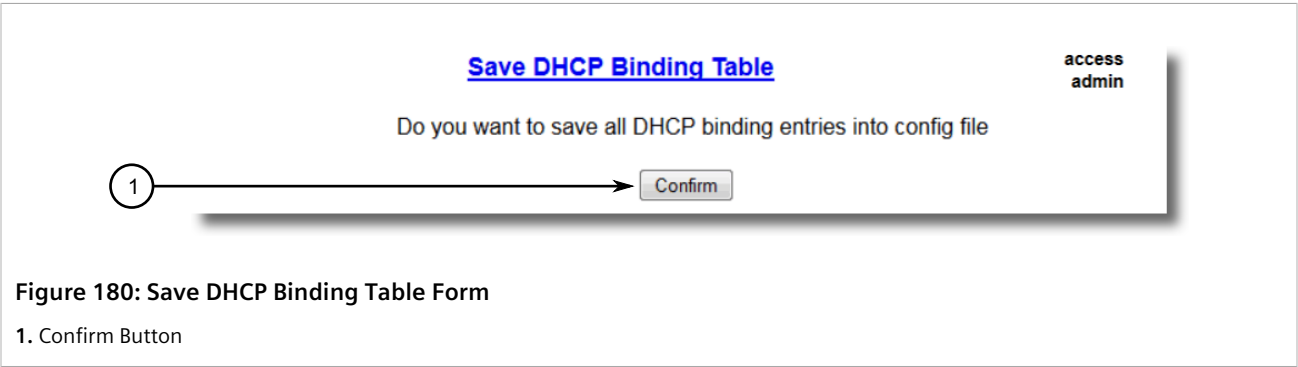 Save DHCP Binding Table
access
admin
Do you want to save all DHCP binding entries into config file
1
Confirm
Figure 180: Save DHCP Binding Table Form
1. Confirm Button